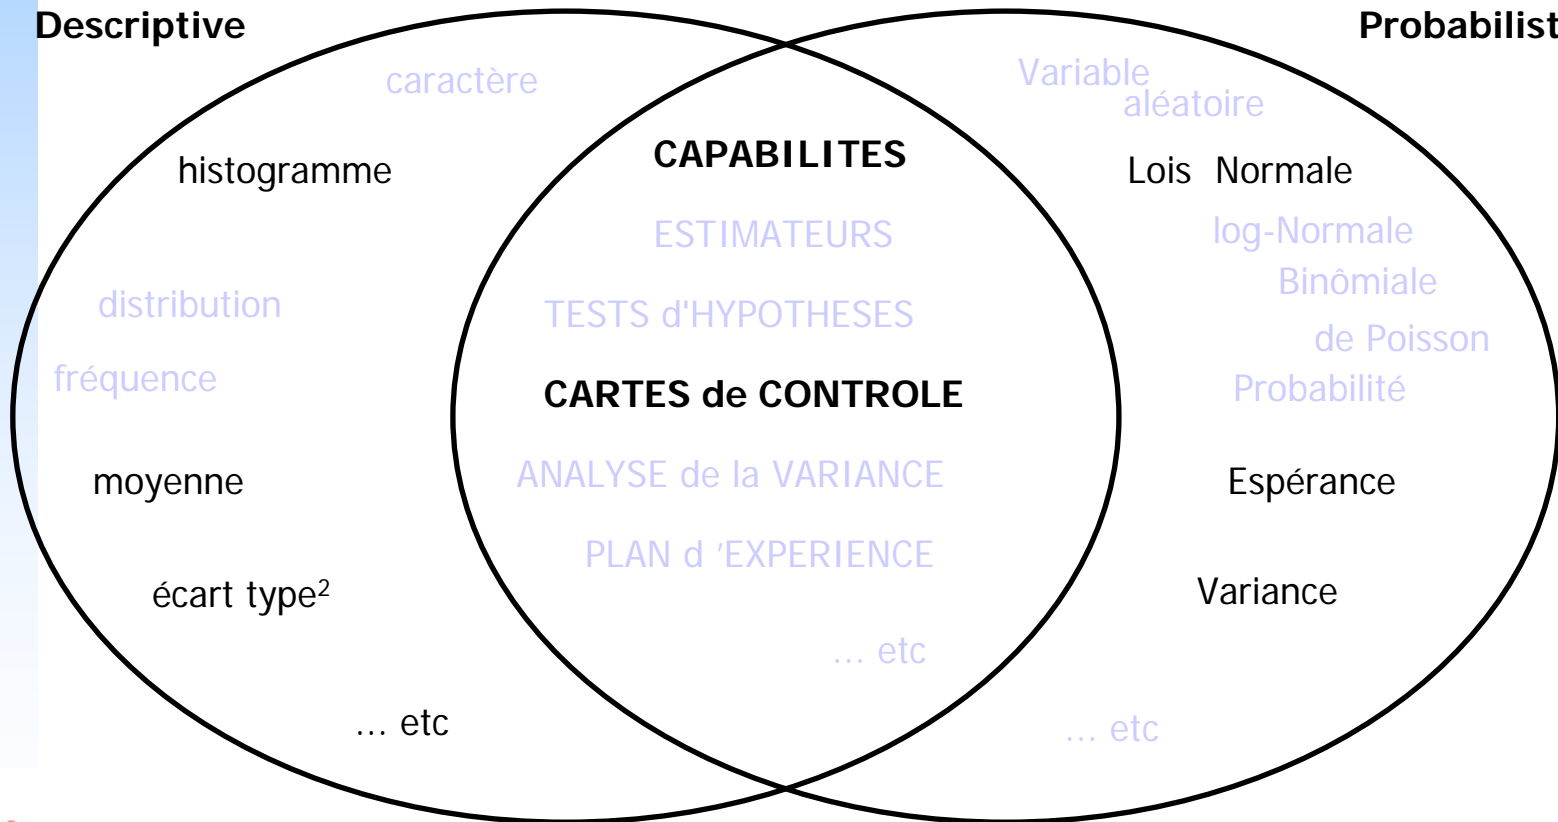 Descriptive
Probabilist
caractère
histogramme
distribution
fréquence
moyenne
écart type²
... etc
CAPABILITES
ESTIMATEURS
TESTS d'HYPOTHESES
CARTES de CONTROLE
ANALYSE de la VARIANCE
PLAN d ’EXPERIENCE
... etc
Variable
aléatoire
Lois Normale
log-Normale
Binômiale
de Poisson
Probabilité
Espérance
Variance
... etc